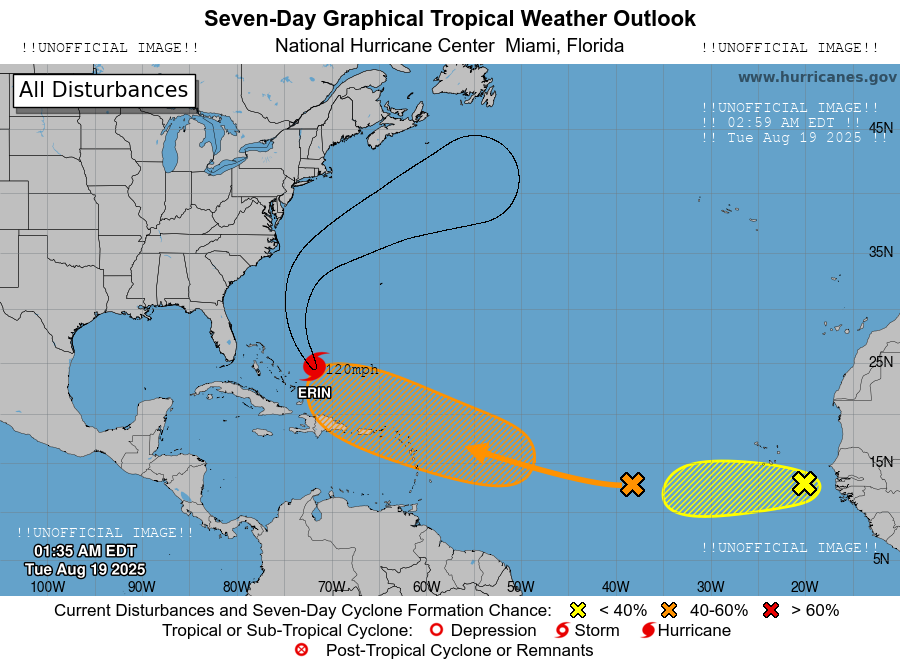 Seven-Day Graphical Tropical Weather Outlook
!!UNOFFICIAL IMAGE!! National Hurricane Center Miami, Florida !!UNOFFICIAL IMAGE!!
www.hurricanes.gov
All Disturbances
!!UNOFFICIAL IMAGE!!
!! 02:59 AM EDT !!
!! Tue Aug 19 2025 !!
45N
35N
25N
120mph
ERIN
15N
!!UNOFFICIAL IMAGE!!
!!UNOFFICIAL IMAGE!!
01:35 AM EDT
5N
Tue Aug 19 2025
100W 90W 80W 70W 60W 50W 40W 30W 20W
Current Disturbances and Seven-Day Cyclone Formation Chance: < 40% 40-60% > 60%
Tropical or Sub-Tropical Cyclone: Depression Storm Hurricane
Post-Tropical Cyclone or Remnants